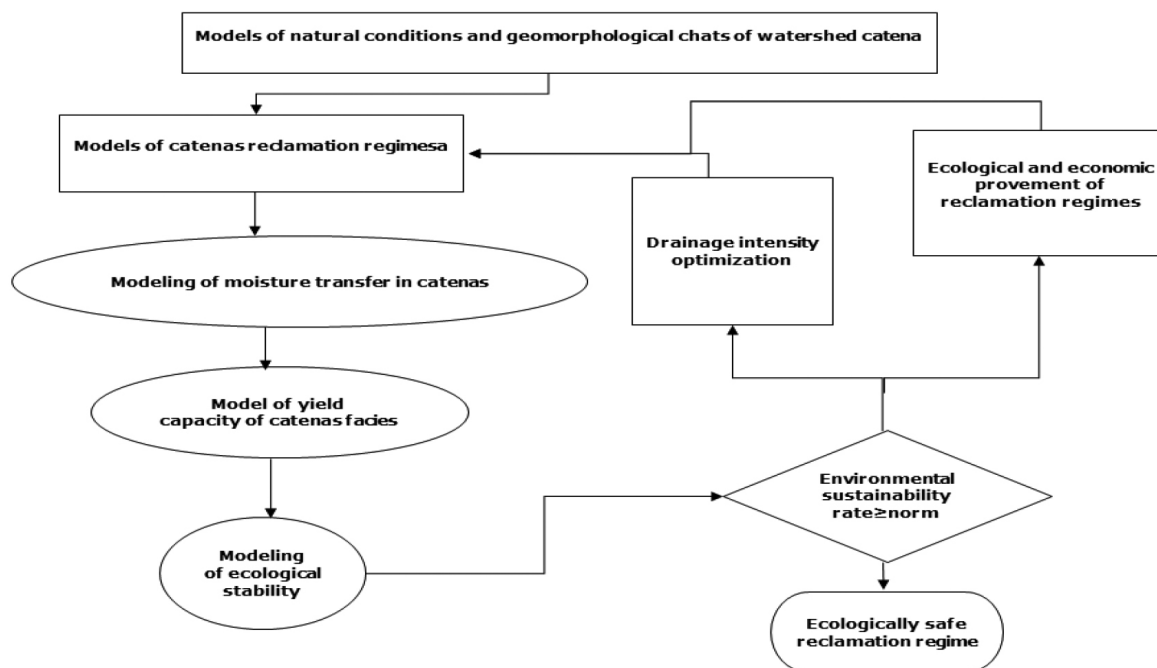 Models of natural conditions and geomorphological chats of watershed catena
Models of catenas reclamation regimesa
Ecological and economic
provement of
reclamation regimes
Drainage intensity
optimization
Modeling of moisture transfer in catenas
Model of yield
capacity of catenas facies
Environmental
sustainability
rate≥norm
Modeling
of ecological
stability
Ecologically safe
reclamation regime